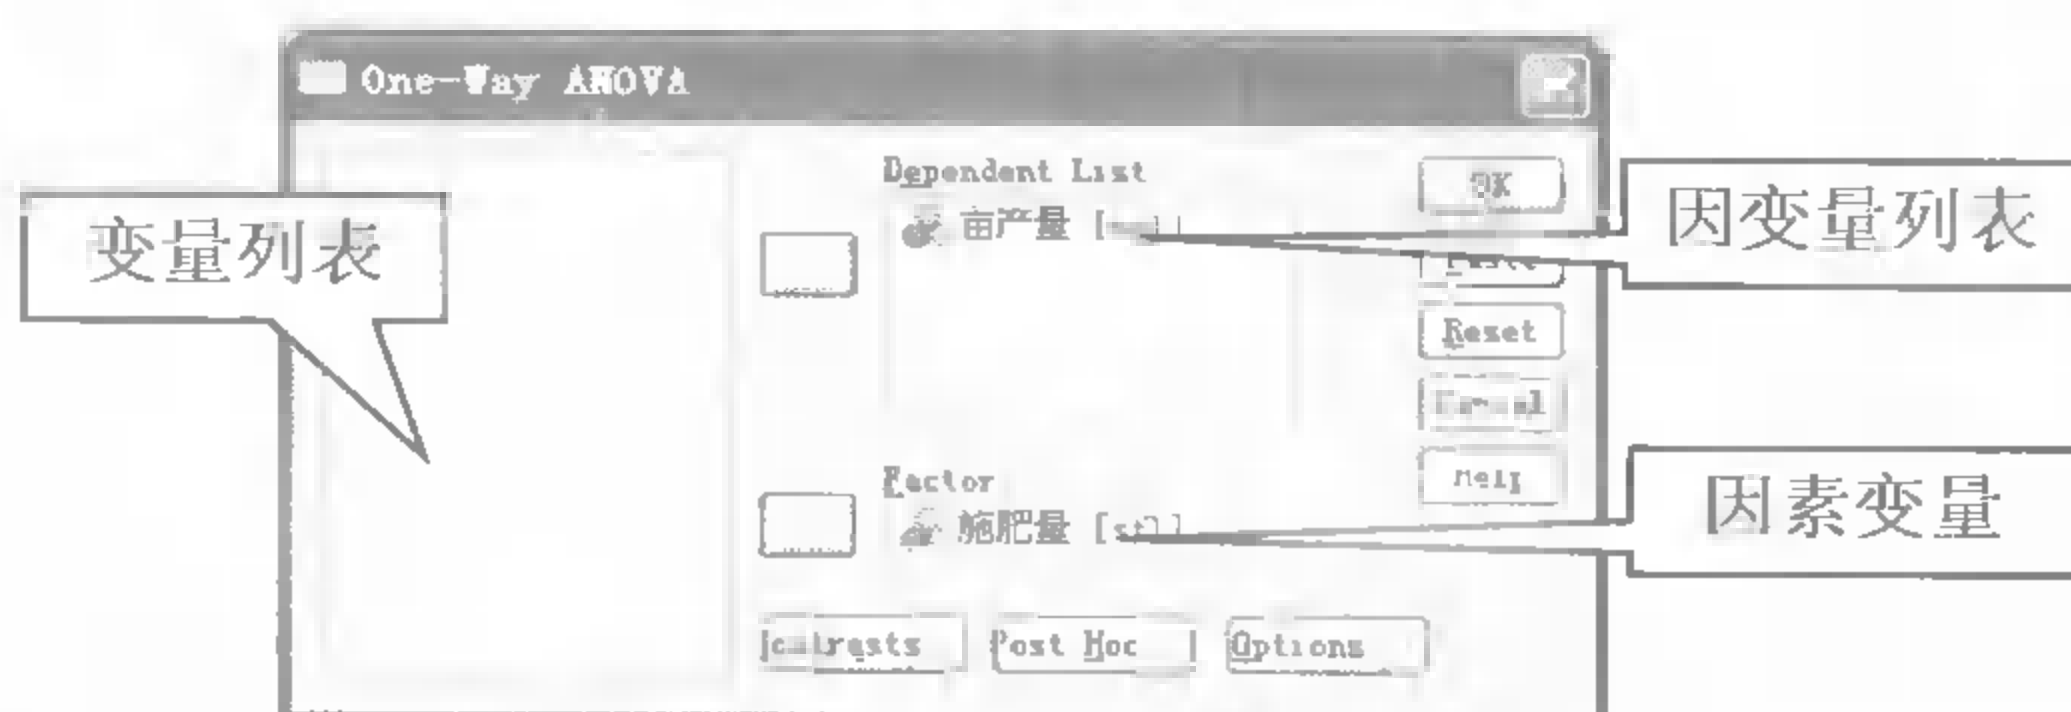 One-Way ANOVA
变量列表
Dependent List
亩产量
因变量列表
OK
Reset
Factor
施肥量
因素变量
Help
Post Hoc
Options